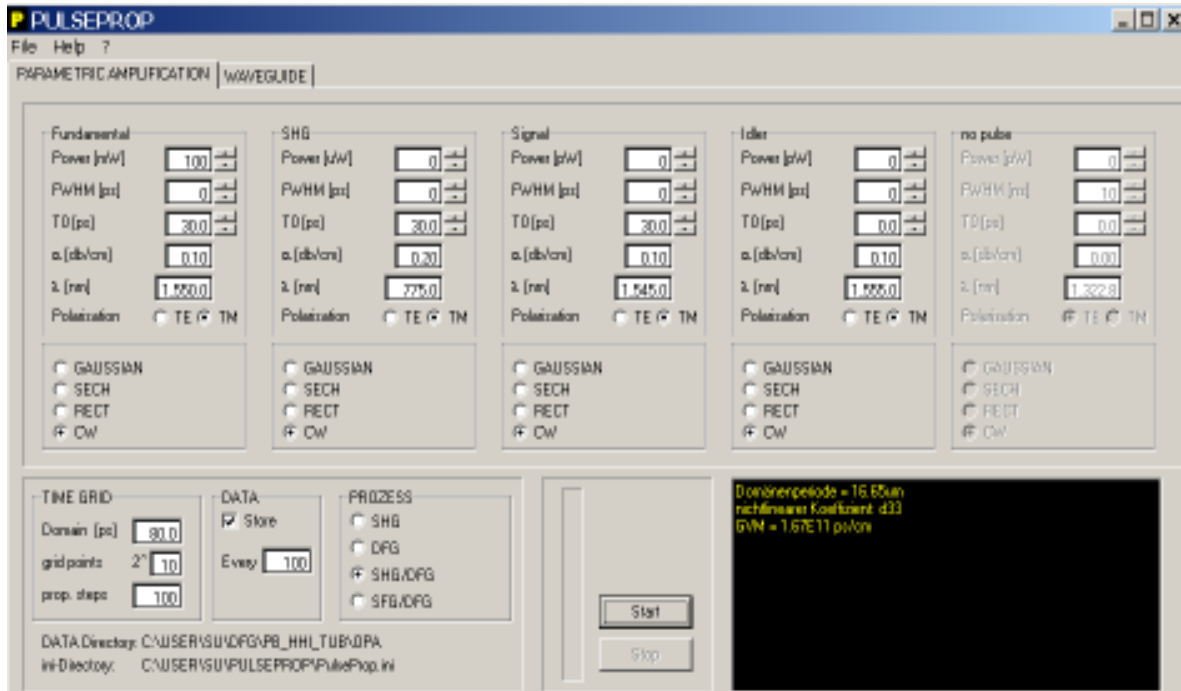 PULSEPROP
File Help ?
PARAMETRIC AMPLIFICATION WAVEGUIDE
Fundamental
Power [mW] 100
FWHM [ps] 0
T0 [ps] 30.0
α [db/cm] 0.10
λ [nm] 1.550.0
Polarization TE TM
GAUSSIAN
SECH
RECT
CW
SHG
Power [uW] 0
FWHM [ps] 0
T0 [ps] 30.0
α [db/cm] 0.20
λ [nm] 775.0
Polarization TE TM
GAUSSIAN
SECH
RECT
CW
Signal
Power [pW] 0
FWHM [ps] 0
T0 [ps] 30.0
α [db/cm] 0.10
λ [nm] 1.545.0
Polarization TE TM
GAUSSIAN
SECH
RECT
CW
Idler
Power [pW] 0
FWHM [ps] 0
T0 [ps] 0.0
α [db/cm] 0.10
λ [nm] 1.555.0
Polarization TE TM
GAUSSIAN
SECH
RECT
CW
no pulse
Power [pW] 0
FWHM [ps] 10
T0 [ps] 0.0
α [db/cm] 0.00
λ [nm] 1.322.8
Polarization TE TM
GAUSSIAN
SECH
RECT
CW
TIME GRID
Domain [ps]
grid points 2^ 10
prop. steps 100
DATA
Store
Every 100
PROZESS
SHG
DFG
SHG/DFG
SFG/DFG
DATA Directory: C:\USER\SU\DFG\PB_HHI_TUB\OPA
ini-Directory: C:\USER\SU\PULSEPROP\PulseProp.ini
Start
Stop
Domänenperiode = 16.65um
nichtlinearer Koeffizient: d33
GVM = 1.67E11 ps/cm